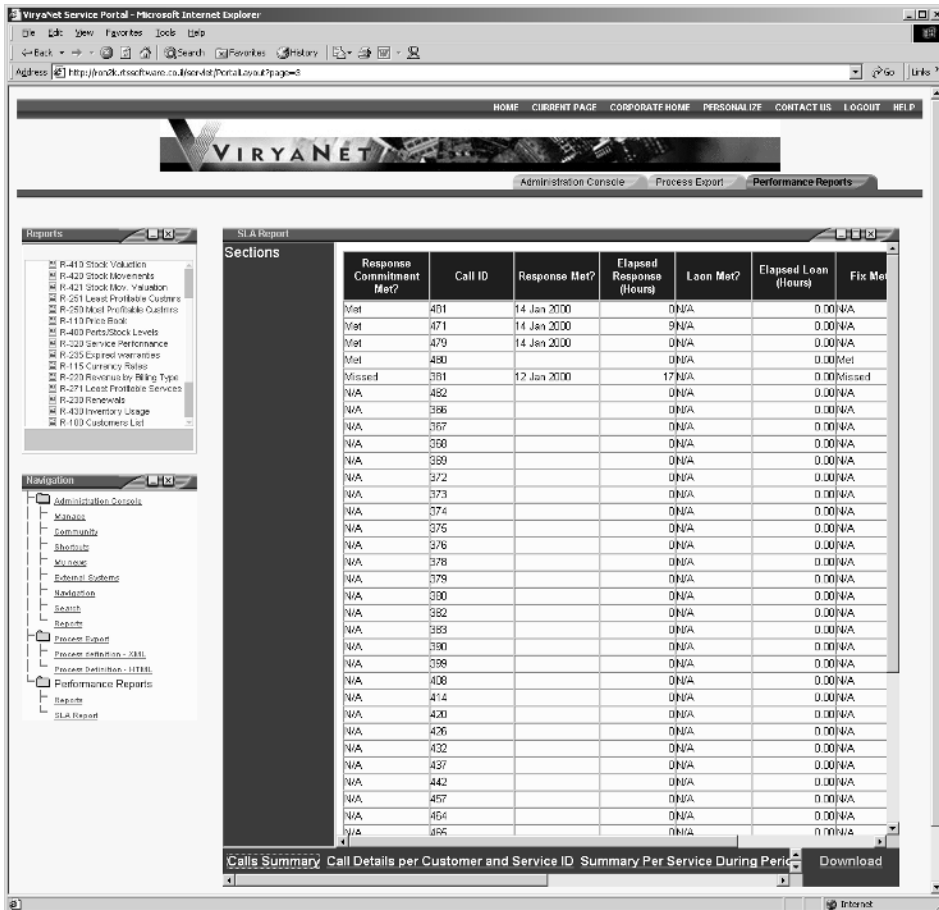 ViryaNet Service Portal - Microsoft Internet Explorer
File Edit View Favorites Tools Help
Back Search Favorites History
Address http://ron2k.rtssoftware.co.il/servlet/PortalLayout?page=3 Go Links
HOME CURRENT PAGE CORPORATE HOME PERSONALIZE CONTACT US LOGOUT HELP
VIRYANET
Administration Console Process Export Performance Reports
Reports
R-410 Stock Valuation
R-420 Stock Movements
R-421 Stock Mov. Valuation
R-251 Least Profitable Custmrs
R-250 Most Profitable Custmrs
R-110 Price Book
R-400 Parts/Stock Levels
R-320 Service Performance
R-235 Expired warranties
R-115 Currency Rates
R-220 Revenue by Billing Type
R-271 Least Profitable Services
R-230 Renewals
R-430 Inventory Usage
R-100 Customers List
Navigation
Administration Console
Manage
Community
Shortcuts
My news
External Systems
Navigation
Search
Reports
Process Export
Process definition - XML
Process Definition - HTML
Performance Reports
Reports
SLA Report
SLA Report
Sections
Response Commitment Met? Call ID Response Met? Elapsed Response (Hours) Laon Met? Elapsed Loan (Hours) Fix Met
Met 481 14 Jan 2000 0 N/A 0.00 N/A
Met 471 14 Jan 2000 9 N/A 0.00 N/A
Met 479 14 Jan 2000 0 N/A 0.00 N/A
Met 480 0 N/A 0.00 Met
Missed 381 12 Jan 2000 17 N/A 0.00 Missed
N/A 482 0 N/A 0.00 N/A
N/A 366 0 N/A 0.00 N/A
N/A 367 0 N/A 0.00 N/A
N/A 368 0 N/A 0.00 N/A
N/A 369 0 N/A 0.00 N/A
N/A 372 0 N/A 0.00 N/A
N/A 373 0 N/A 0.00 N/A
N/A 374 0 N/A 0.00 N/A
N/A 375 0 N/A 0.00 N/A
N/A 376 0 N/A 0.00 N/A
N/A 378 0 N/A 0.00 N/A
N/A 379 0 N/A 0.00 N/A
N/A 380 0 N/A 0.00 N/A
N/A 382 0 N/A 0.00 N/A
N/A 383 0 N/A 0.00 N/A
N/A 390 0 N/A 0.00 N/A
N/A 399 0 N/A 0.00 N/A
N/A 408 0 N/A 0.00 N/A
N/A 414 0 N/A 0.00 N/A
N/A 420 0 N/A 0.00 N/A
N/A 426 0 N/A 0.00 N/A
N/A 432 0 N/A 0.00 N/A
N/A 437 0 N/A 0.00 N/A
N/A 442 0 N/A 0.00 N/A
N/A 457 0 N/A 0.00 N/A
N/A 464 0 N/A 0.00 N/A
N/A 465 0 N/A 0.00 N/A
Calls Summary Call Details per Customer and Service ID Summary Per Service During Peric Download
Internet